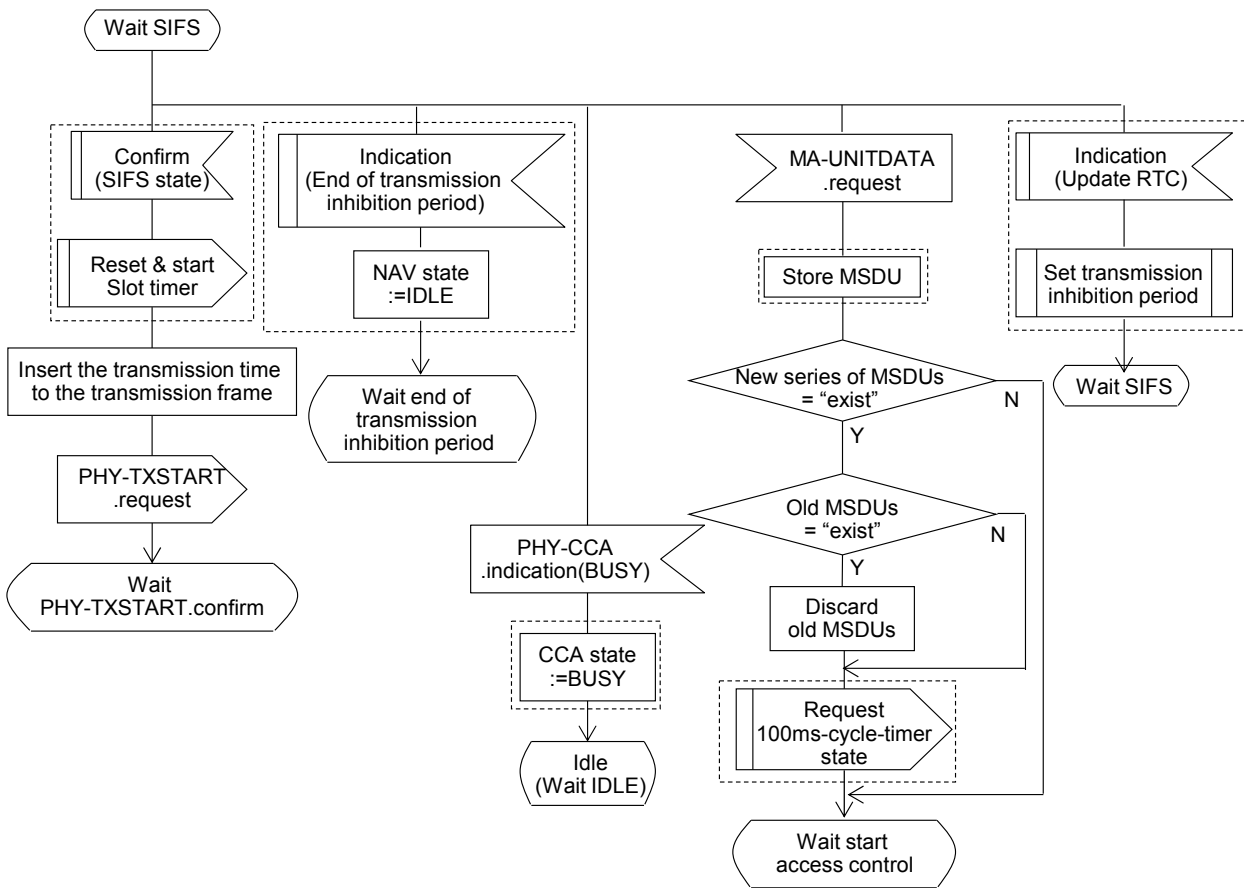 Wait SIFS
Confirm
(SIFS state)
Reset & start
Slot timer
Insert the transmission time
to the transmission frame
PHY-TXSTART
.request
Wait
PHY-TXSTART.confirm
Indication
(End of transmission
inhibition period)
NAV state
:=IDLE
Wait end of
transmission
inhibition period
PHY-CCA
.indication(BUSY)
CCA state
:=BUSY
Idle
(Wait IDLE)
MA-UNITDATA
.request
Store MSDU
New series of MSDUs
= “exist”
N
Y
Old MSDUs
= “exist”
N
Y
Discard
old MSDUs
Request
100ms-cycle-timer
state
Wait start
access control
Indication
(Update RTC)
Set transmission
inhibition period
Wait SIFS